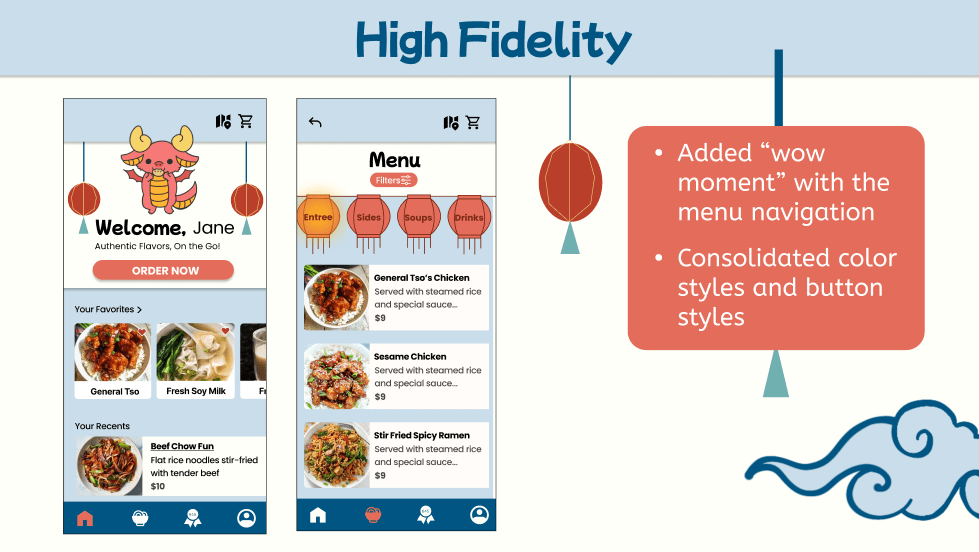 High Fidelity
Welcome, Jane
Authentic Flavors, On the Go!
ORDER NOW
Your Favorites >
General Tso
Fresh Soy Milk
Fr
Your Recents
Beef Chow Fun
Flat rice noodles stir-fried
with tender beef
$10
Menu
Filters
Entree
Sides
Soups
Drinks
General Tso's Chicken
Served with steamed rice
and special sauce...
$9
Sesame Chicken
Served with steamed rice
and special sauce...
$9
Stir Fried Spicy Ramen
Served with steamed rice
and special sauce...
$9
• Added “wow
moment” with the
menu navigation
• Consolidated color
styles and button
styles